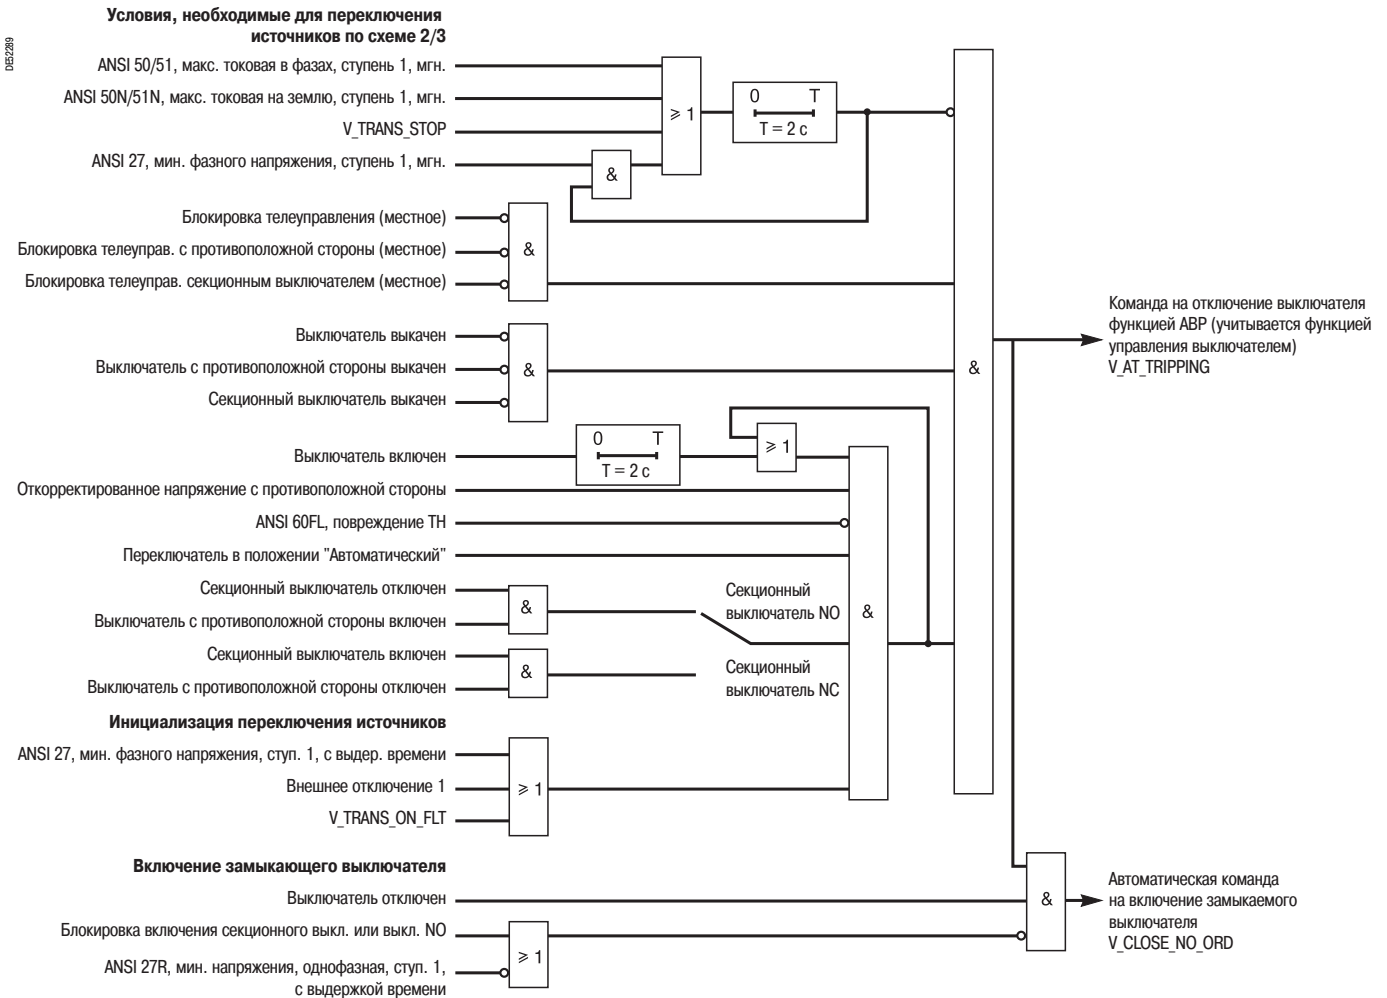 Условия, необходимые для переключения
источников по схеме 2/3
DE52289
ANSI 50/51, макс. токовая в фазах, ступень 1, мгн.
ANSI 50N/51N, макс. токовая на землю, ступень 1, мгн.
V_TRANS_STOP
ANSI 27, мин. фазного напряжения, ступень 1, мгн.
&
⩾ 1
0 T
T = 2 с
Блокировка телеуправления (местное)
Блокировка телеуправ. с противоположной стороны (местное)
Блокировка телеуправ. секционным выключателем (местное)
&
Выключатель выкачен
Выключатель с противоположной стороны выкачен
Секционный выключатель выкачен
&
&
Команда на отключение выключателя
функцией АВР (учитывается функцией
управления выключателем)
V_AT_TRIPPING
Выключатель включен
0 T
T = 2 с
⩾ 1
Откорректированное напряжение с противоположной стороны
ANSI 60FL, повреждение ТН
Переключатель в положении "Автоматический"
Секционный выключатель отключен
Выключатель с противоположной стороны включен
&
Секционный
выключатель NO
&
Секционный выключатель включен
Выключатель с противоположной стороны отключен
&
Секционный
выключатель NC
Инициализация переключения источников
ANSI 27, мин. фазного напряжения, ступ. 1, с выдер. времени
Внешнее отключение 1
V_TRANS_ON_FLT
⩾ 1
Включение замыкающего выключателя
Выключатель отключен
Блокировка включения секционного выкл. или выкл. NO
ANSI 27R, мин. напряжения, однофазная, ступ. 1,
с выдержкой времени
⩾ 1
&
Автоматическая команда
на включение замыкаемого
выключателя
V_CLOSE_NO_ORD